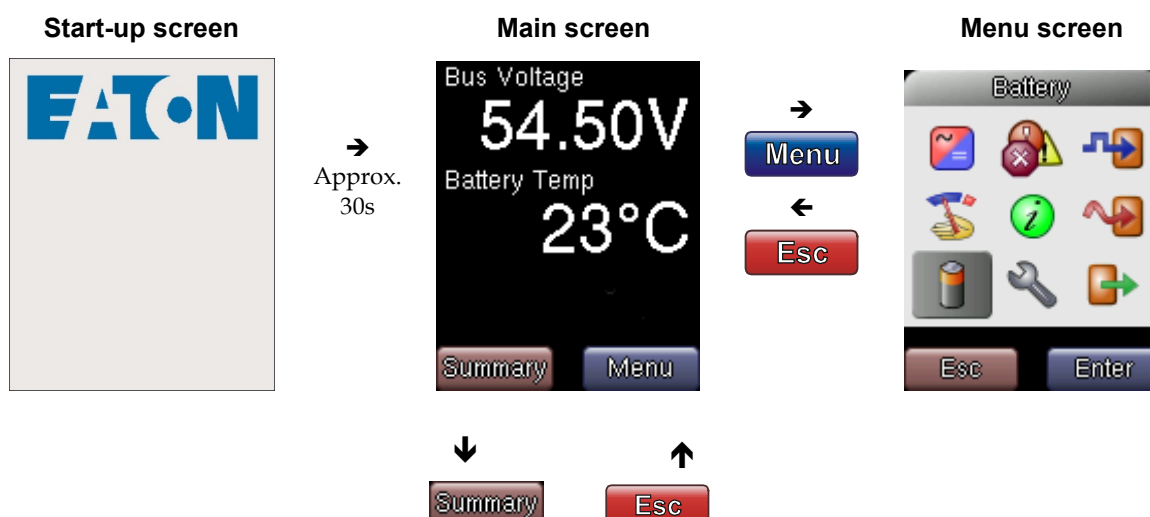 Start-up screen
Main screen
Menu screen
EATON
Approx.
30s
Bus Voltage
54.50V
Battery Temp
23°C
Summary
Menu
Menu
Esc
Battery
Esc
Enter
Summary
Esc